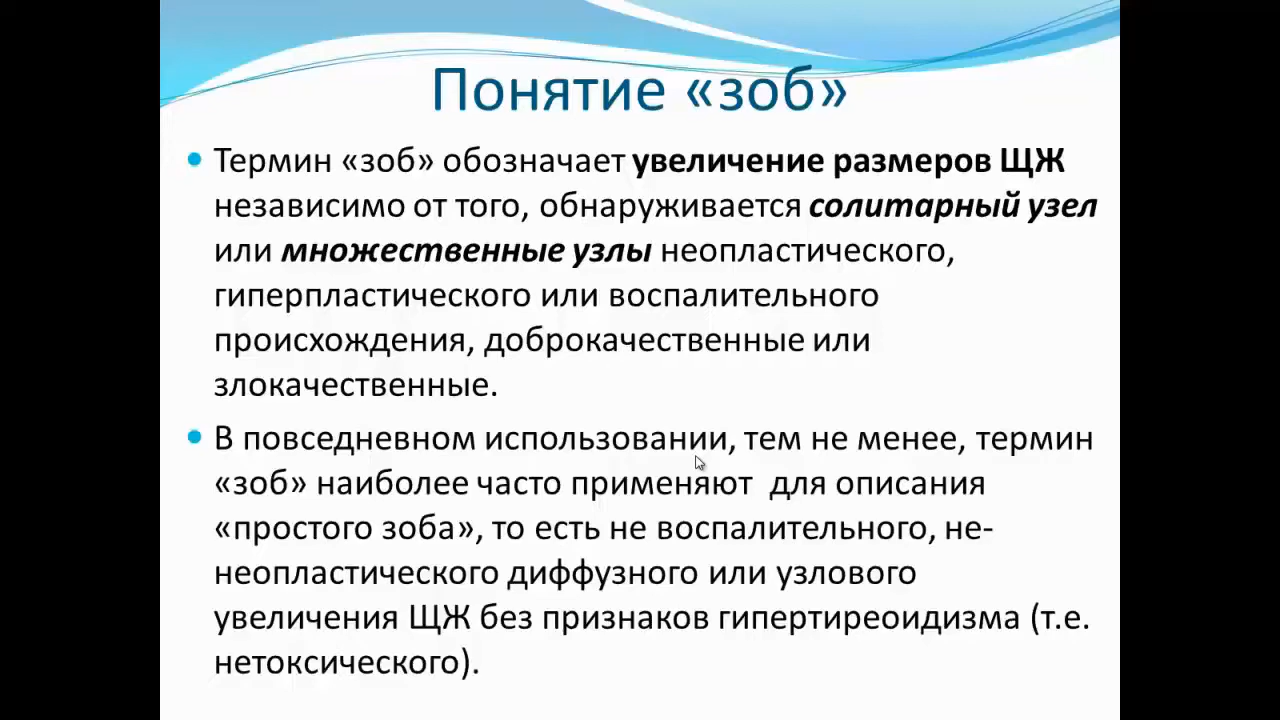 Понятие «зоб»
• Термин «зоб» обозначает увеличение размеров ЩЖ
независимо от того, обнаруживается солитарный узел
или множественные узлы неопластического,
гиперпластического или воспалительного
происхождения, доброкачественные или
злокачественные.
• В повседневном использовании, тем не менее, термин
«зоб» наиболее часто применяют для описания
«простого зоба», то есть не воспалительного, не-
неопластического диффузного или узлового
увеличения ЩЖ без признаков гипертиреоидизма (т.е.
нетоксического).